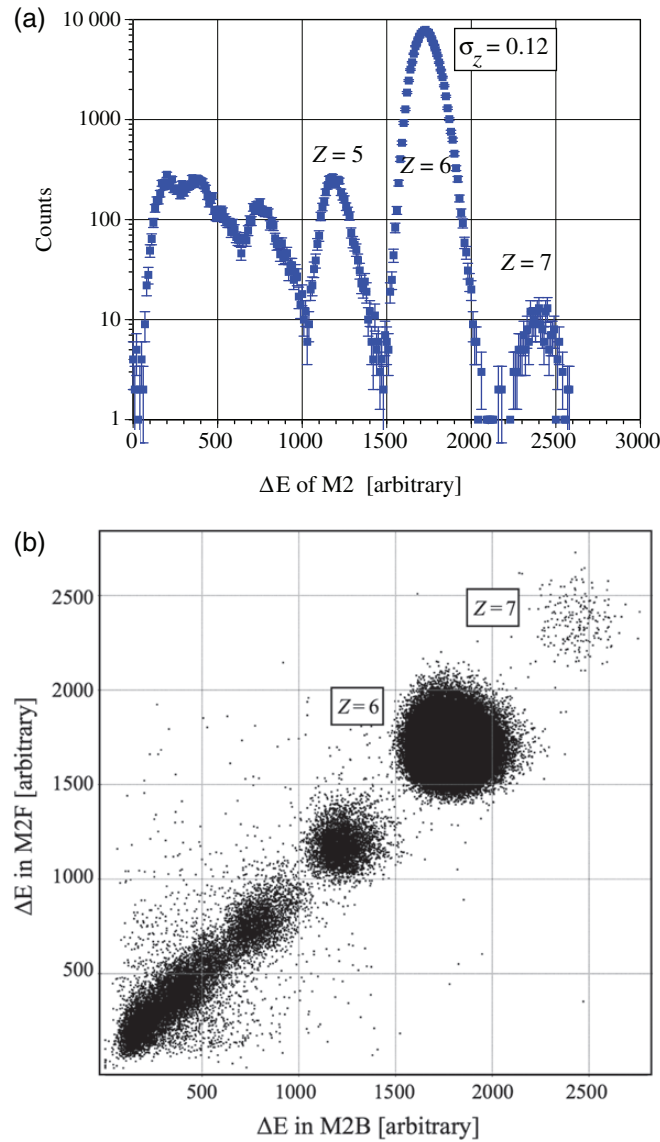 (a)
10 000
1000
100
10
1
Counts
σz = 0.12
Z = 5
Z = 6
Z = 7
0 500 1000 1500 2000 2500 3000
ΔE of M2 [arbitrary]
(b)
2500
2000
1500
1000
500
ΔE in M2F [arbitrary]
Z = 7
Z = 6
500 1000 1500 2000 2500
ΔE in M2B [arbitrary]